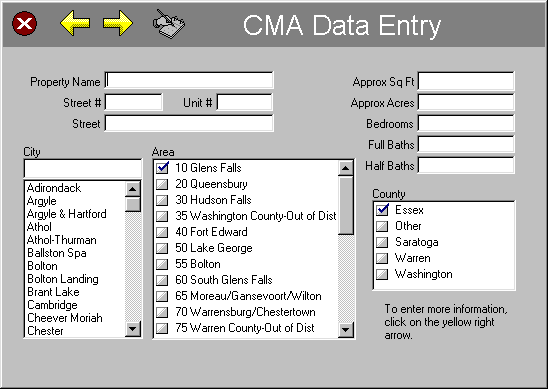 CMA Data Entry
Property Name
Street #
Unit #
Street
Approx Sq Ft
Approx Acres
Bedrooms
Full Baths
Half Baths
City
Adirondack
Argyle
Argyle & Hartford
Athol
Athol-Thurman
Ballston Spa
Bolton
Bolton Landing
Brant Lake
Cambridge
Cheever Moriah
Chester
Area
10 Glens Falls
20 Queensbury
30 Hudson Falls
35 Washington County-Out of Dist
40 Fort Edward
50 Lake George
55 Bolton
60 South Glens Falls
65 Moreau/Gansevoort/Wilton
70 Warrensburg/Chestertown
75 Warren County-Out of Dist
County
Essex
Other
Saratoga
Warren
Washington
To enter more information,
click on the yellow right
arrow.